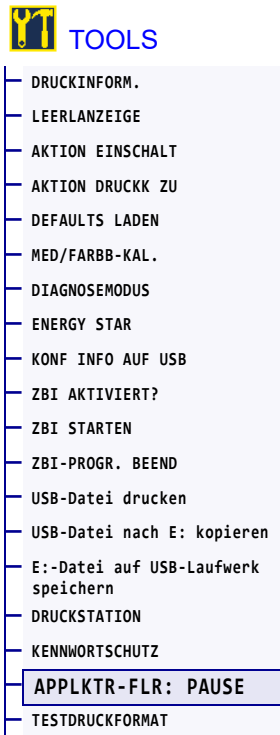 TOOLS
DRUCKINFORM.
LEERLANZEIGE
AKTION EINSCHALT
AKTION DRUCKK ZU
DEFAULTS LADEN
MED/FARBB-KAL.
DIAGNOSEMODUS
ENERGY STAR
KONF INFO AUF USB
ZBI AKTIVIERT?
ZBI STARTEN
ZBI-PROGR. BEEND
USB-Datei drucken
USB-Datei nach E: kopieren
E:-Datei auf USB-Laufwerk
speichern
DRUCKSTATION
KENNWORTSCHUTZ
APPLKTR-FLR: PAUSE
TESTDRUCKFORMAT